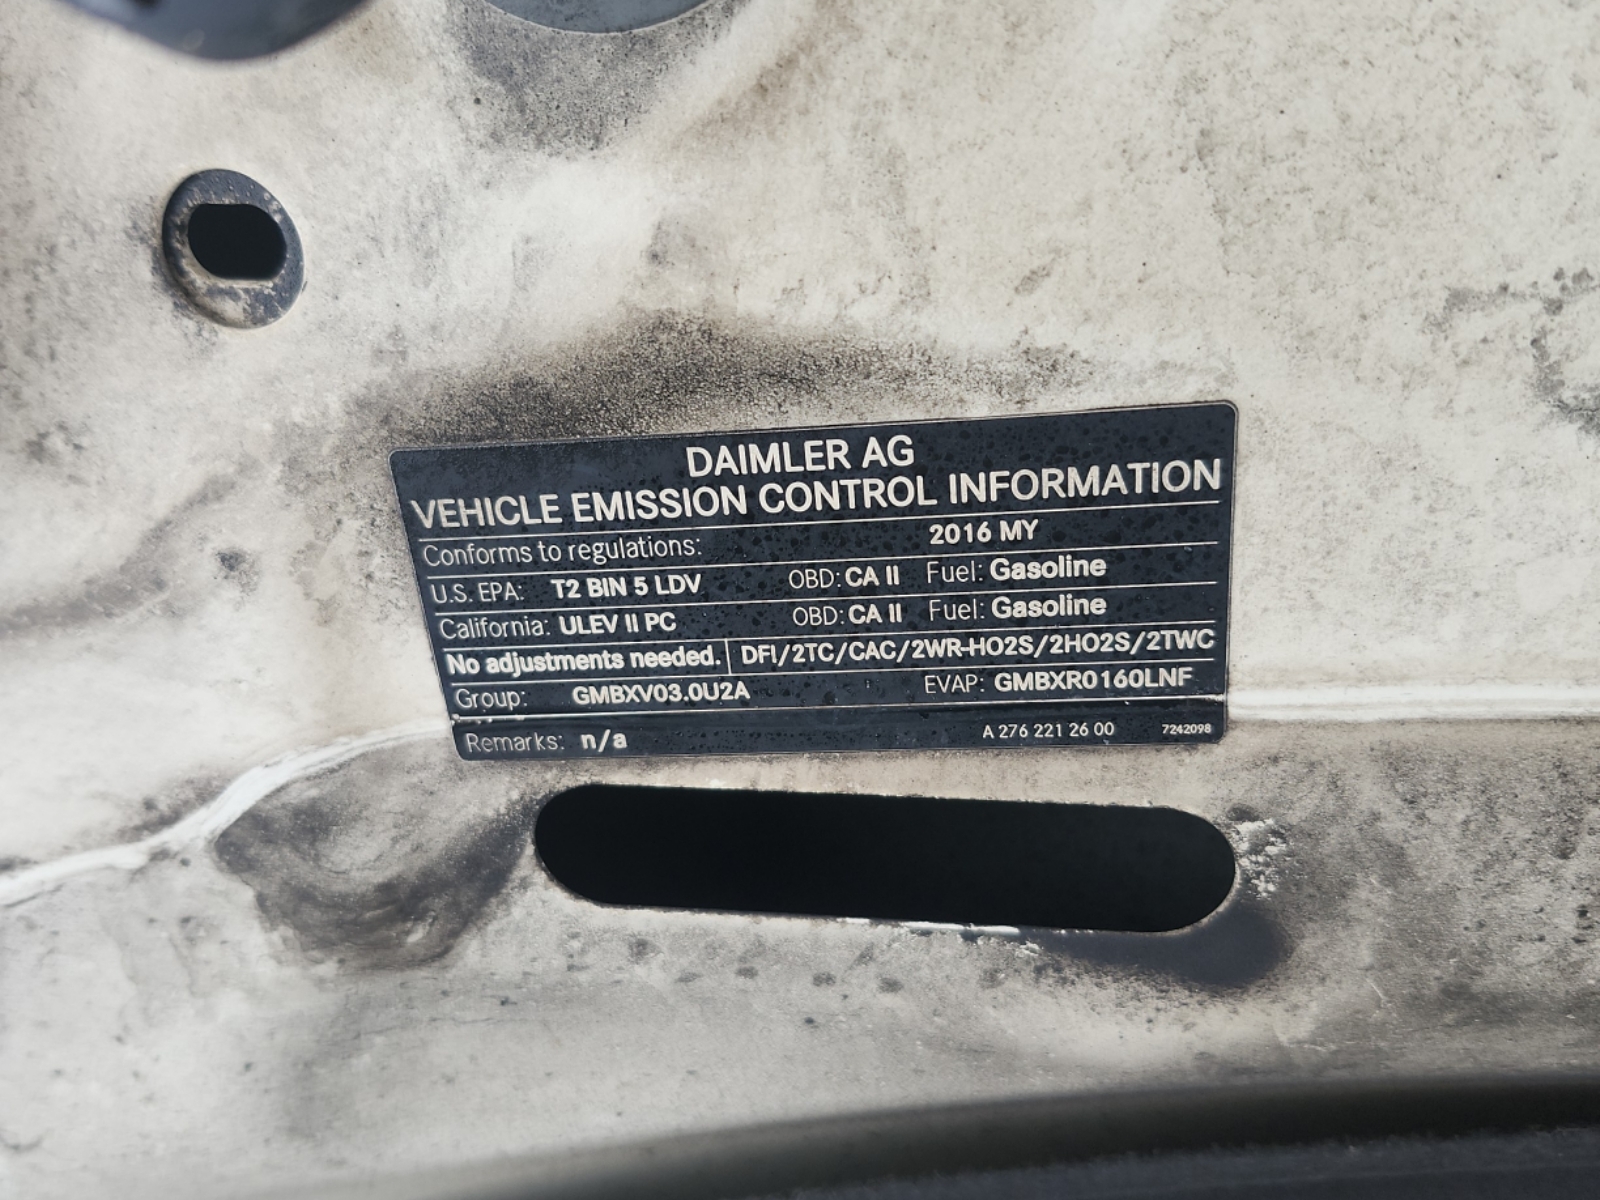 DAIMLER AG
VEHICLE EMISSION CONTROL INFORMATION
Conforms to regulations: 2016 MY
U.S. EPA: T2 BIN 5 LDV OBD: CA II Fuel: Gasoline
California: ULEV II PC OBD: CA II Fuel: Gasoline
No adjustments needed. DFI/2TC/CAC/2WR-HO2S/2HO2S/2TWC
Group: GMBXV03.0U2A EVAP: GMBXR0160LNF
Remarks: n/a A 276 221 26 00 7242098